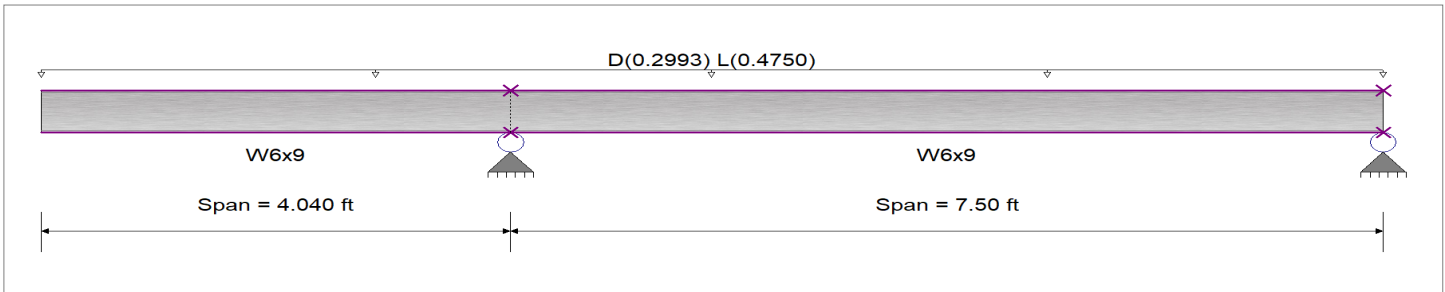 D(0.2993) L(0.4750)
W6x9 W6x9
Span = 4.040 ft Span = 7.50 ft